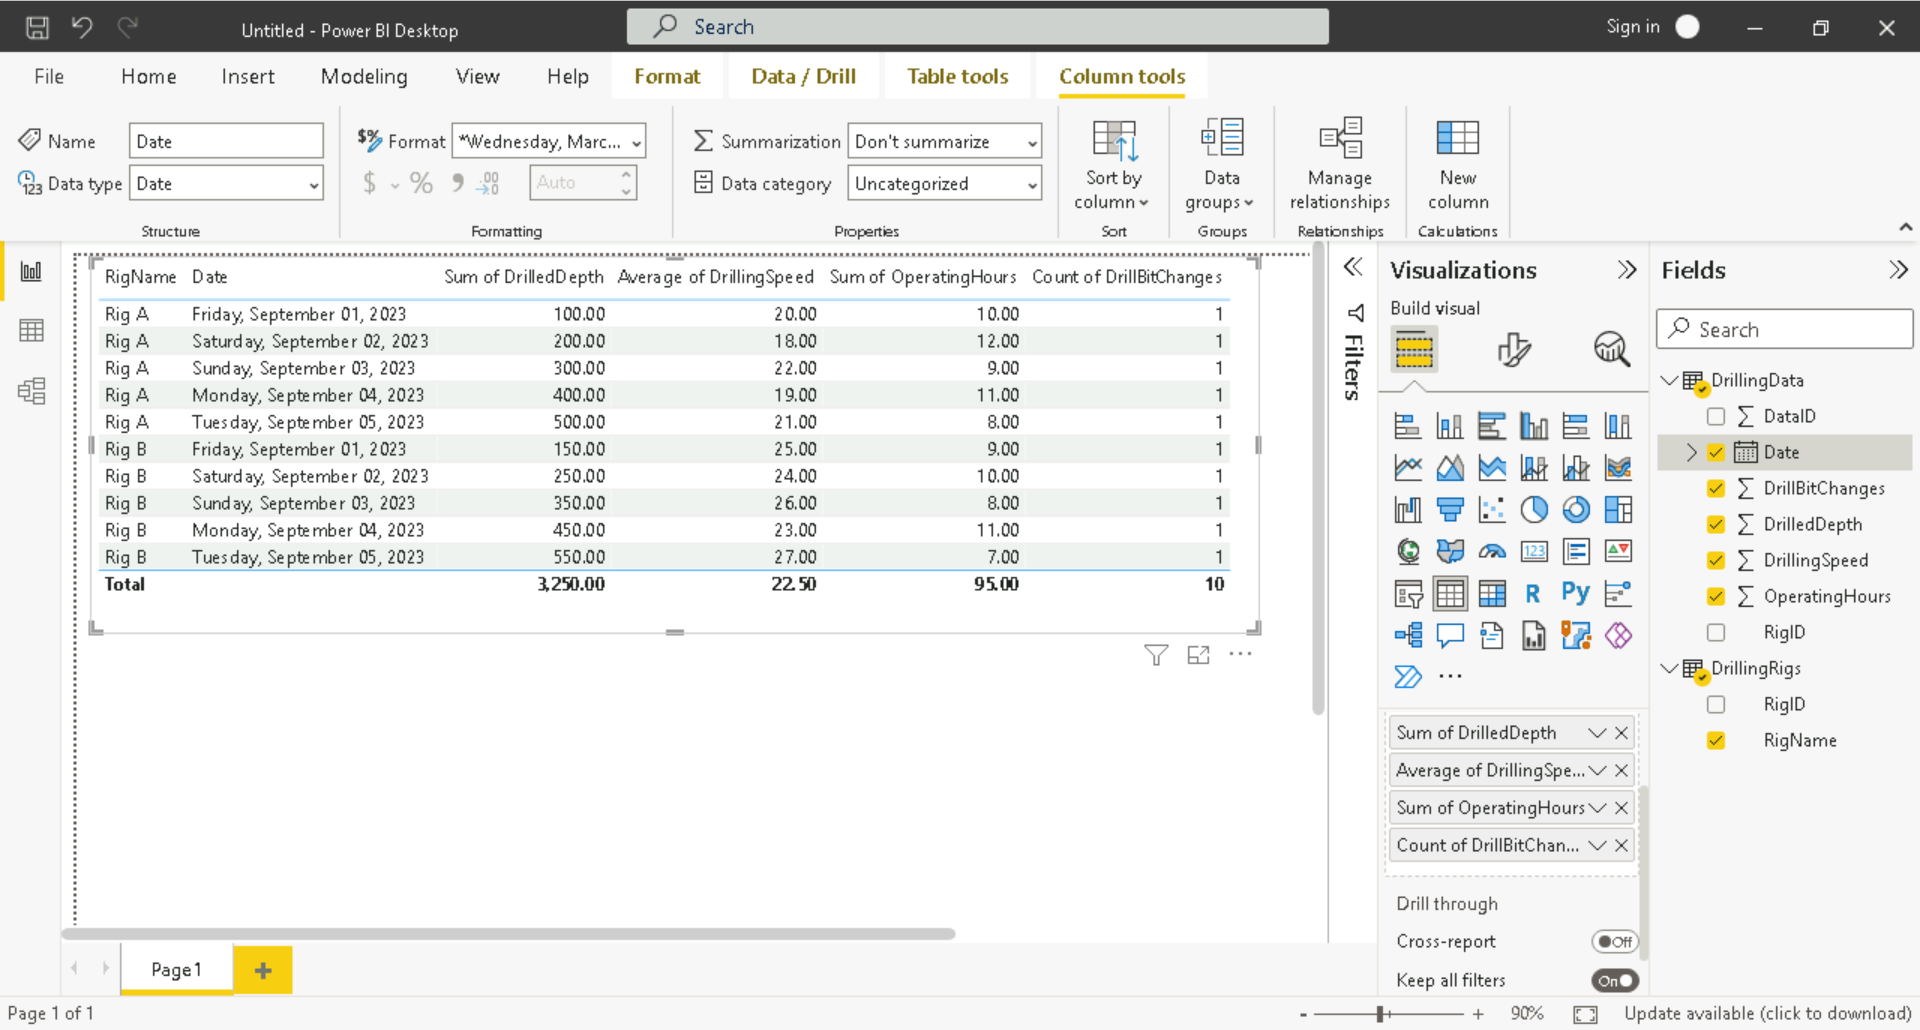 Untitled - Power BI Desktop
Search
Sign in
File Home Insert Modeling View Help Format Data / Drill Table tools Column tools
Name Date
Data type Date
Structure
Format *Wednesday, Marc...
$ % 9 .00
Auto
Formatting
Summarization Don't summarize
Data category Uncategorized
Properties
Sort by
column
Sort
Data
groups
Groups
Manage
relationships
Relationships
New
column
Calculations
RigName Date Sum of DrilledDepth Average of DrillingSpeed Sum of OperatingHours Count of DrillBitChanges
Rig A Friday, September 01, 2023 100.00 20.00 10.00 1
Rig A Saturday, September 02, 2023 200.00 18.00 12.00 1
Rig A Sunday, September 03, 2023 300.00 22.00 9.00 1
Rig A Monday, September 04, 2023 400.00 19.00 11.00 1
Rig A Tuesday, September 05, 2023 500.00 21.00 8.00 1
Rig B Friday, September 01, 2023 150.00 25.00 9.00 1
Rig B Saturday, September 02, 2023 250.00 24.00 10.00 1
Rig B Sunday, September 03, 2023 350.00 26.00 8.00 1
Rig B Monday, September 04, 2023 450.00 23.00 11.00 1
Rig B Tuesday, September 05, 2023 550.00 27.00 7.00 1
Total 3,250.00 22.50 95.00 10
Filters
Visualizations
Build visual
123
R Py
Sum of DrilledDepth
Average of DrillingSpe...
Sum of OperatingHours
Count of DrillBitChan...
Drill through
Cross-report Off
Keep all filters On
Fields
Search
DrillingData
DataID
Date
DrillBitChanges
DrilledDepth
DrillingSpeed
OperatingHours
RigID
DrillingRigs
RigID
RigName
Page1 +
Page 1 of 1
- + 90%
Update available (click to download)